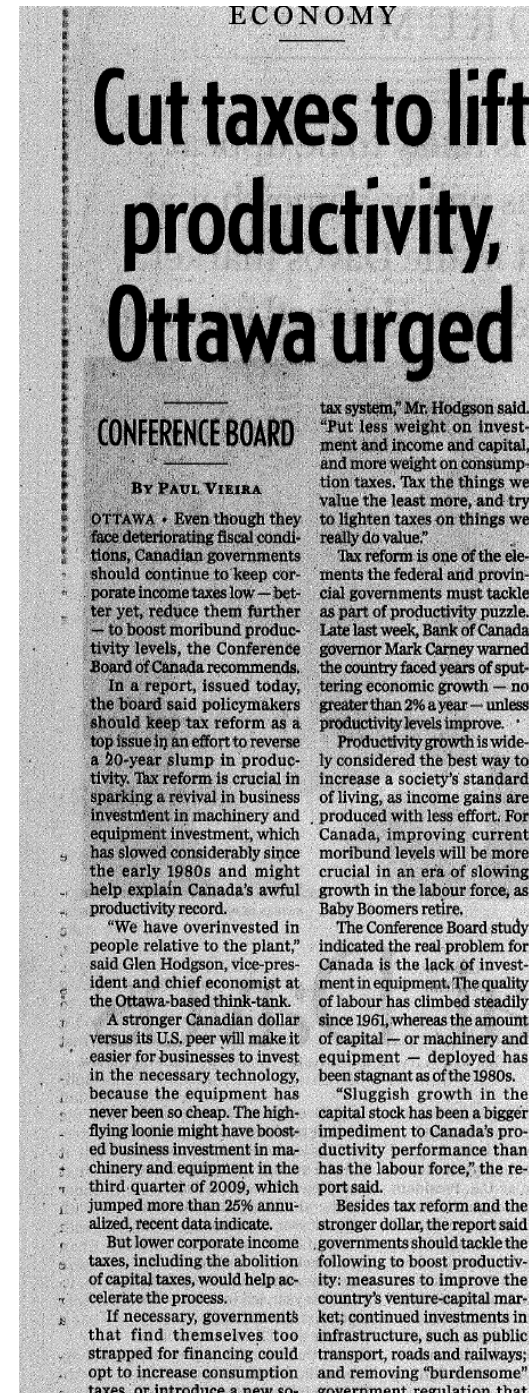 ECONOMY
Cut taxes to lift
productivity,
Ottawa urged
CONFERENCE BOARD
BY PAUL VIEIRA
OTTAWA • Even though they
face deteriorating fiscal condi-
tions, Canadian governments
should continue to keep cor-
porate income taxes low — bet-
ter yet, reduce them further
— to boost moribund produc-
tivity levels, the Conference
Board of Canada recommends.
In a report, issued today,
the board said policymakers
should keep tax reform as a
top issue in an effort to reverse
a 20-year slump in produc-
tivity. Tax reform is crucial in
sparking a revival in business
investment in machinery and
equipment investment, which
has slowed considerably since
the early 1980s and might
help explain Canada's awful
productivity record.
"We have overinvested in
people relative to the plant,"
said Glen Hodgson, vice-pres-
ident and chief economist at
the Ottawa-based think-tank.
A stronger Canadian dollar
versus its U.S. peer will make it
easier for businesses to invest
in the necessary technology,
because the equipment has
never been so cheap. The high-
flying loonie might have boost-
ed business investment in ma-
chinery and equipment in the
third quarter of 2009, which
jumped more than 25% annu-
alized, recent data indicate.
But lower corporate income
taxes, including the abolition
of capital taxes, would help ac-
celerate the process.
If necessary, governments
that find themselves too
strapped for financing could
opt to increase consumption
taxes, or introduce a new so-
tax system," Mr. Hodgson said.
"Put less weight on invest-
ment and income and capital,
and more weight on consump-
tion taxes. Tax the things we
value the least more, and try
to lighten taxes on things we
really do value."
Tax reform is one of the ele-
ments the federal and provin-
cial governments must tackle
as part of productivity puzzle.
Late last week, Bank of Canada
governor Mark Carney warned
the country faced years of sput-
tering economic growth — no
greater than 2% a year — unless
productivity levels improve.
Productivity growth is wide-
ly considered the best way to
increase a society's standard
of living, as income gains are
produced with less effort. For
Canada, improving current
moribund levels will be more
crucial in an era of slowing
growth in the labour force, as
Baby Boomers retire.
The Conference Board study
indicated the real problem for
Canada is the lack of invest-
ment in equipment. The quality
of labour has climbed steadily
since 1961, whereas the amount
of capital — or machinery and
equipment — deployed has
been stagnant as of the 1980s.
"Sluggish growth in the
capital stock has been a bigger
impediment to Canada's pro-
ductivity performance than
has the labour force," the re-
port said.
Besides tax reform and the
stronger dollar, the report said
governments should tackle the
following to boost productiv-
ity: measures to improve the
country's venture-capital mar-
ket; continued investments in
infrastructure, such as public
transport, roads and railways;
and removing "burdensome"
government regulation that